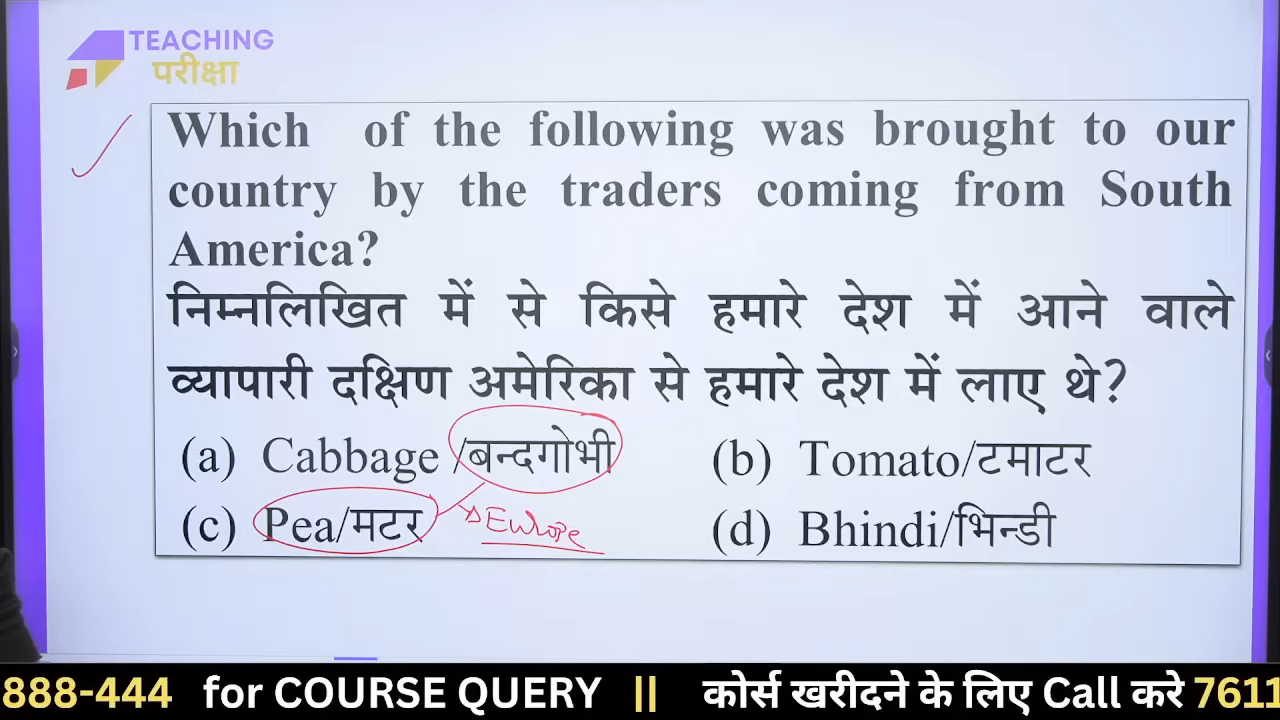 TEACHING
परीक्षा
Which of the following was brought to our
country by the traders coming from South
America?
निम्नलिखित में से किसे हमारे देश में आने वाले
व्यापारी दक्षिण अमेरिका से हमारे देश में लाए थे?
(a) Cabbage /बन्दगोभी (b) Tomato/टमाटर
(c) Pea/मटर Europe (d) Bhindi/भिन्डी
888-444 for COURSE QUERY || कोर्स खरीदने के लिए Call करे 7611